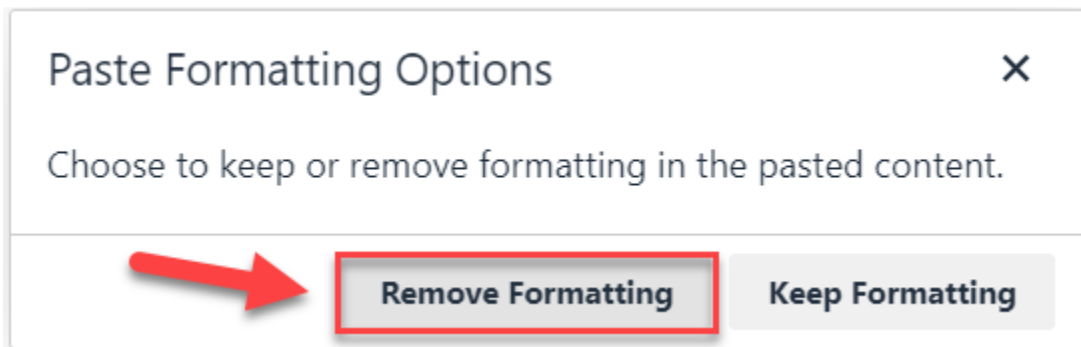 Paste Formatting Options
Choose to keep or remove formatting in the pasted content.
Remove Formatting Keep Formatting